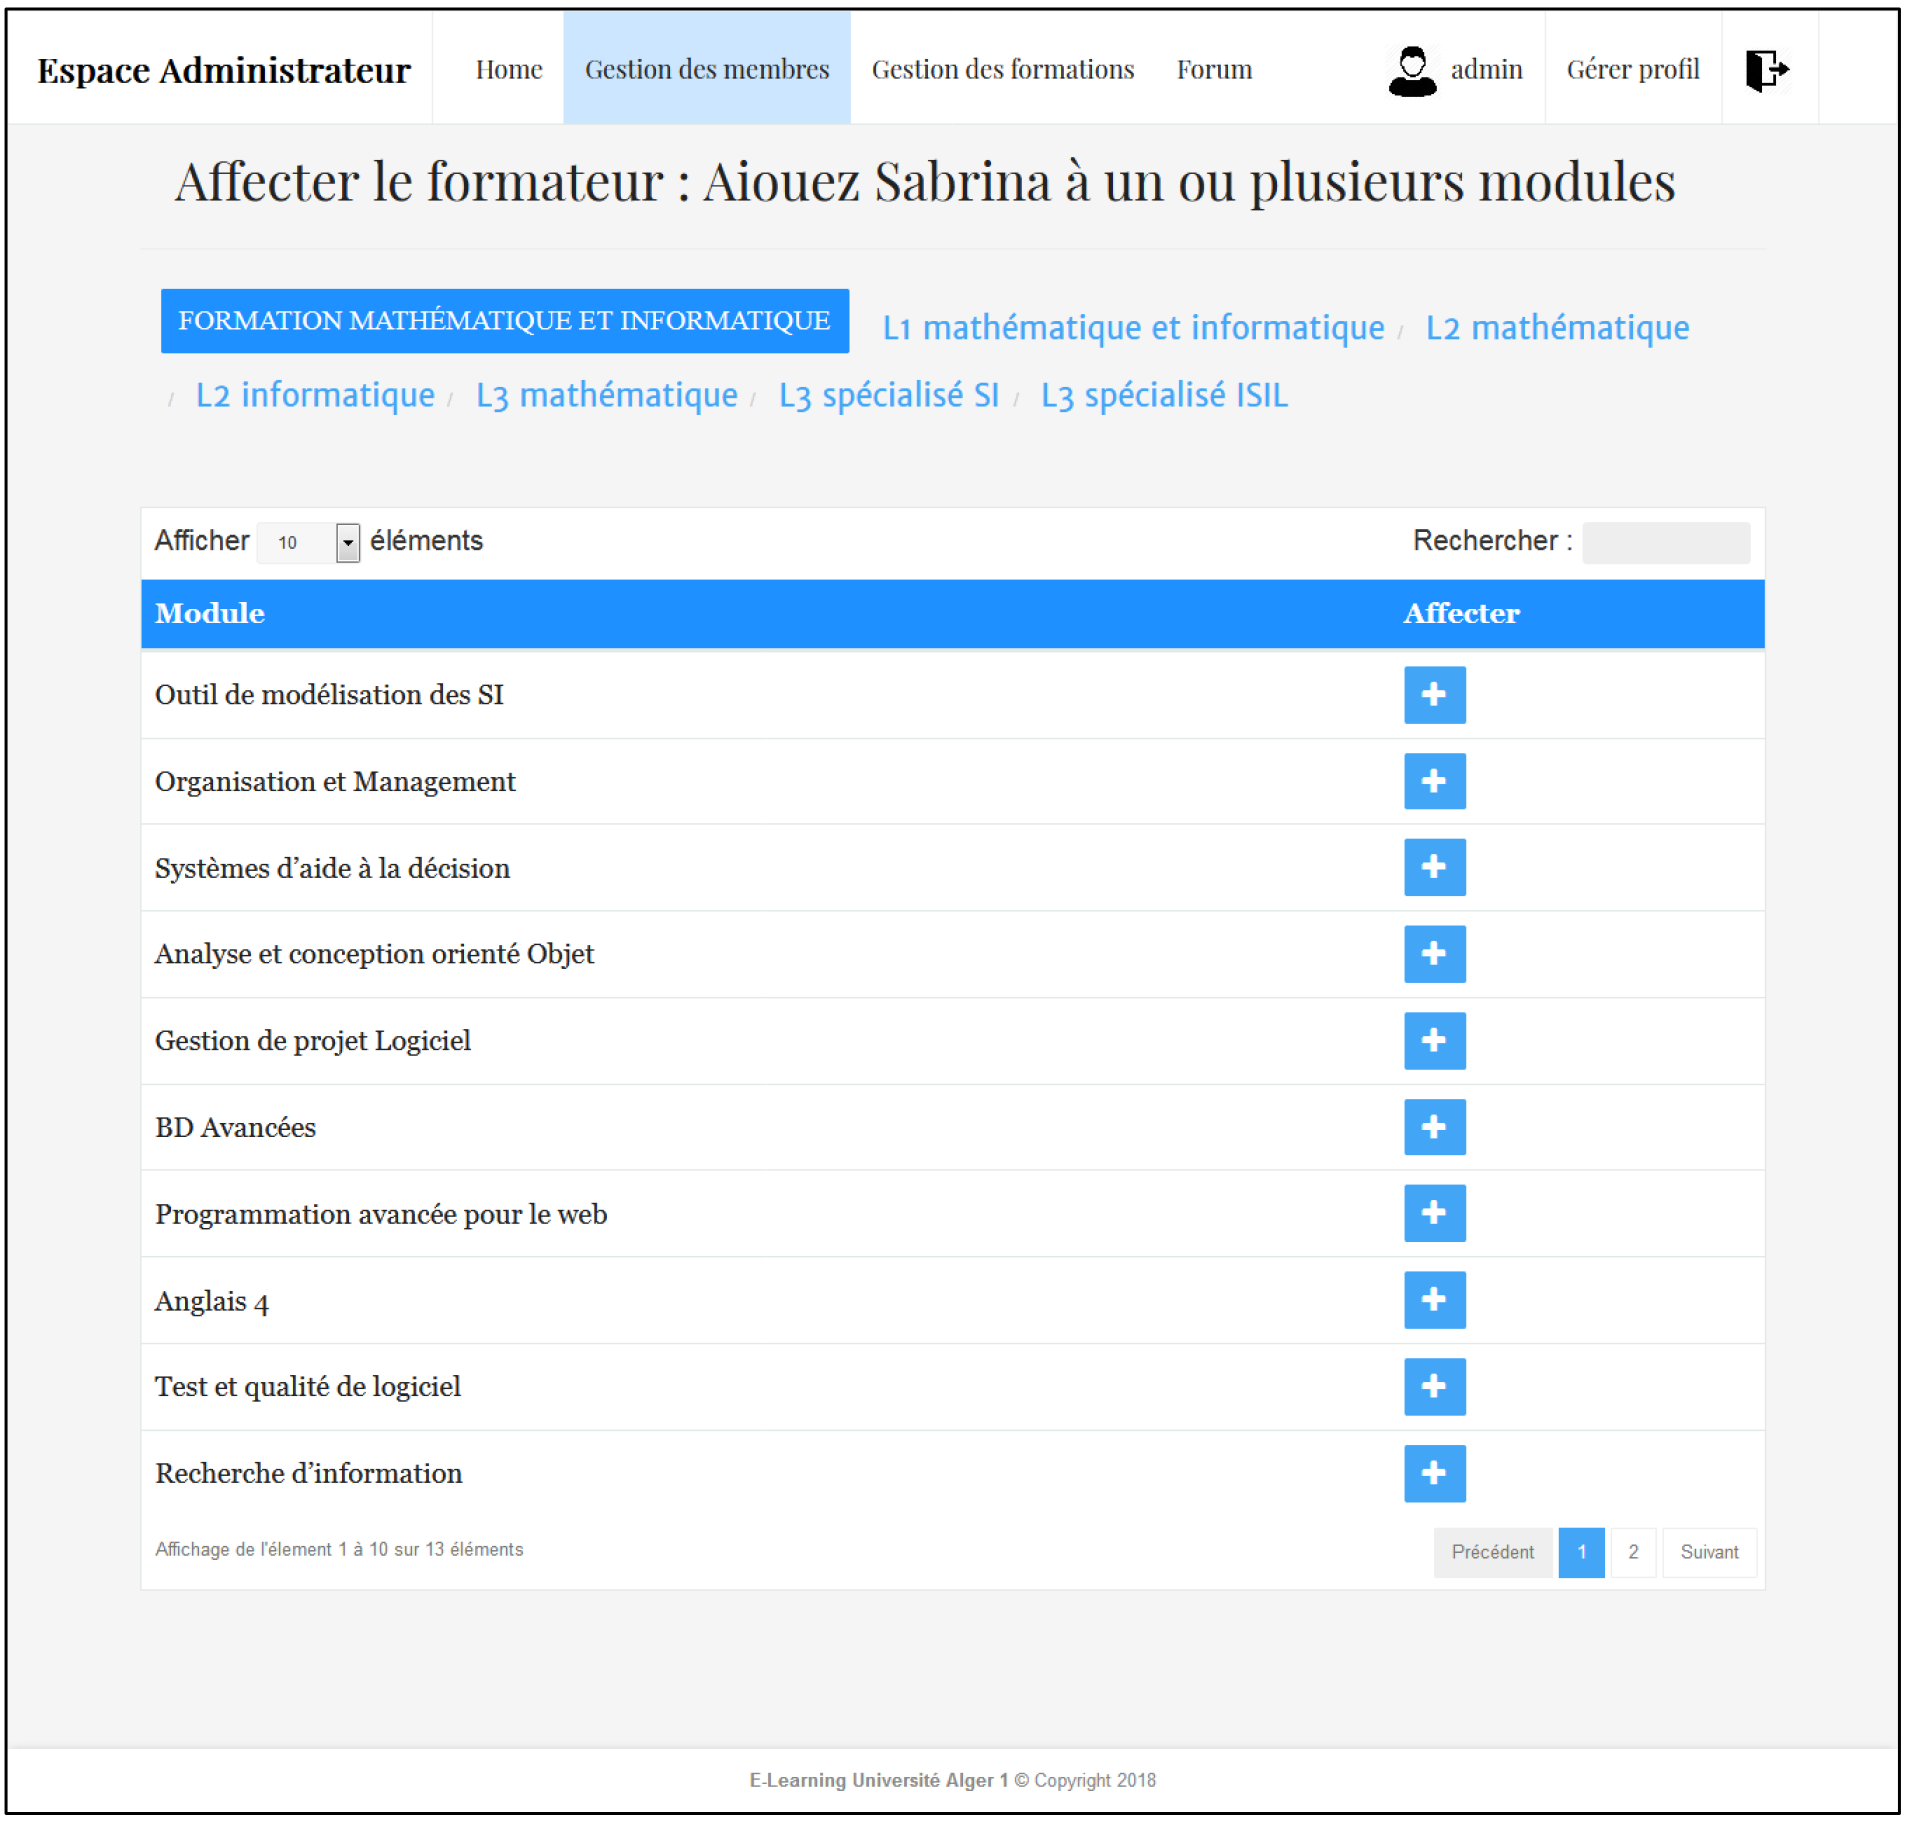 Espace Administrateur Home Gestion des membres Gestion des formations Forum admin Gérer profil
Affecter le formateur : Aiouez Sabrina à un ou plusieurs modules
FORMATION MATHÉMATIQUE ET INFORMATIQUE L1 mathématique et informatique / L2 mathématique
/ L2 informatique / L3 mathématique / L3 spécialisé SI / L3 spécialisé ISIL
Afficher 10 éléments Rechercher :
Module Affecter
Outil de modélisation des SI
Organisation et Management
Systèmes d’aide à la décision
Analyse et conception orienté Objet
Gestion de projet Logiciel
BD Avancées
Programmation avancée pour le web
Anglais 4
Test et qualité de logiciel
Recherche d’information
Affichage de l'élement 1 à 10 sur 13 éléments Précédent 1 2 Suivant
E-Learning Université Alger 1 © Copyright 2018